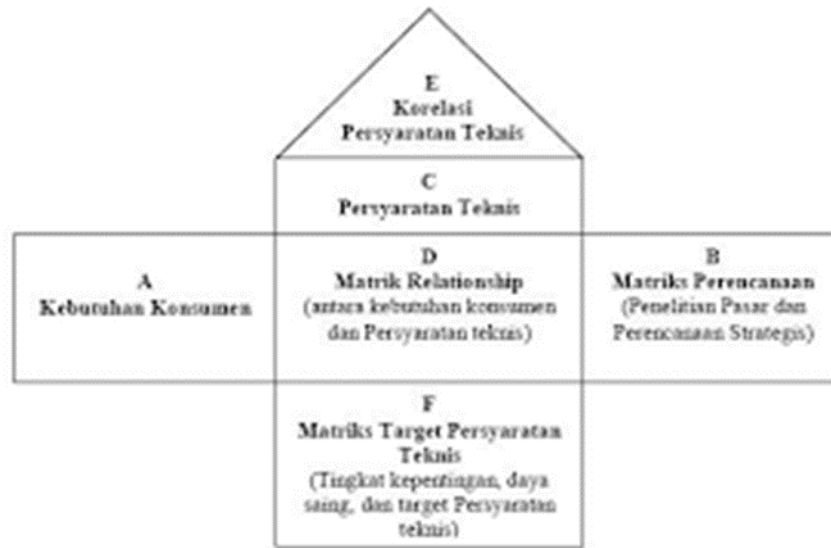 E
Korelasi
Persyaratan Teknis
C
Persyaratan Teknis
A
Kebutuhan Konsumen
D
Matrik Relationship
(antara kebutuhan konsumen
dan Persyaratan teknis)
B
Matriks Perencanaan
(Penelitian Pasar dan
Perencanaan Strategis)
F
Matriks Target Persyaratan
Teknis
(Tingkat kepentingan, daya
saing, dan target Persyaratan
teknis)